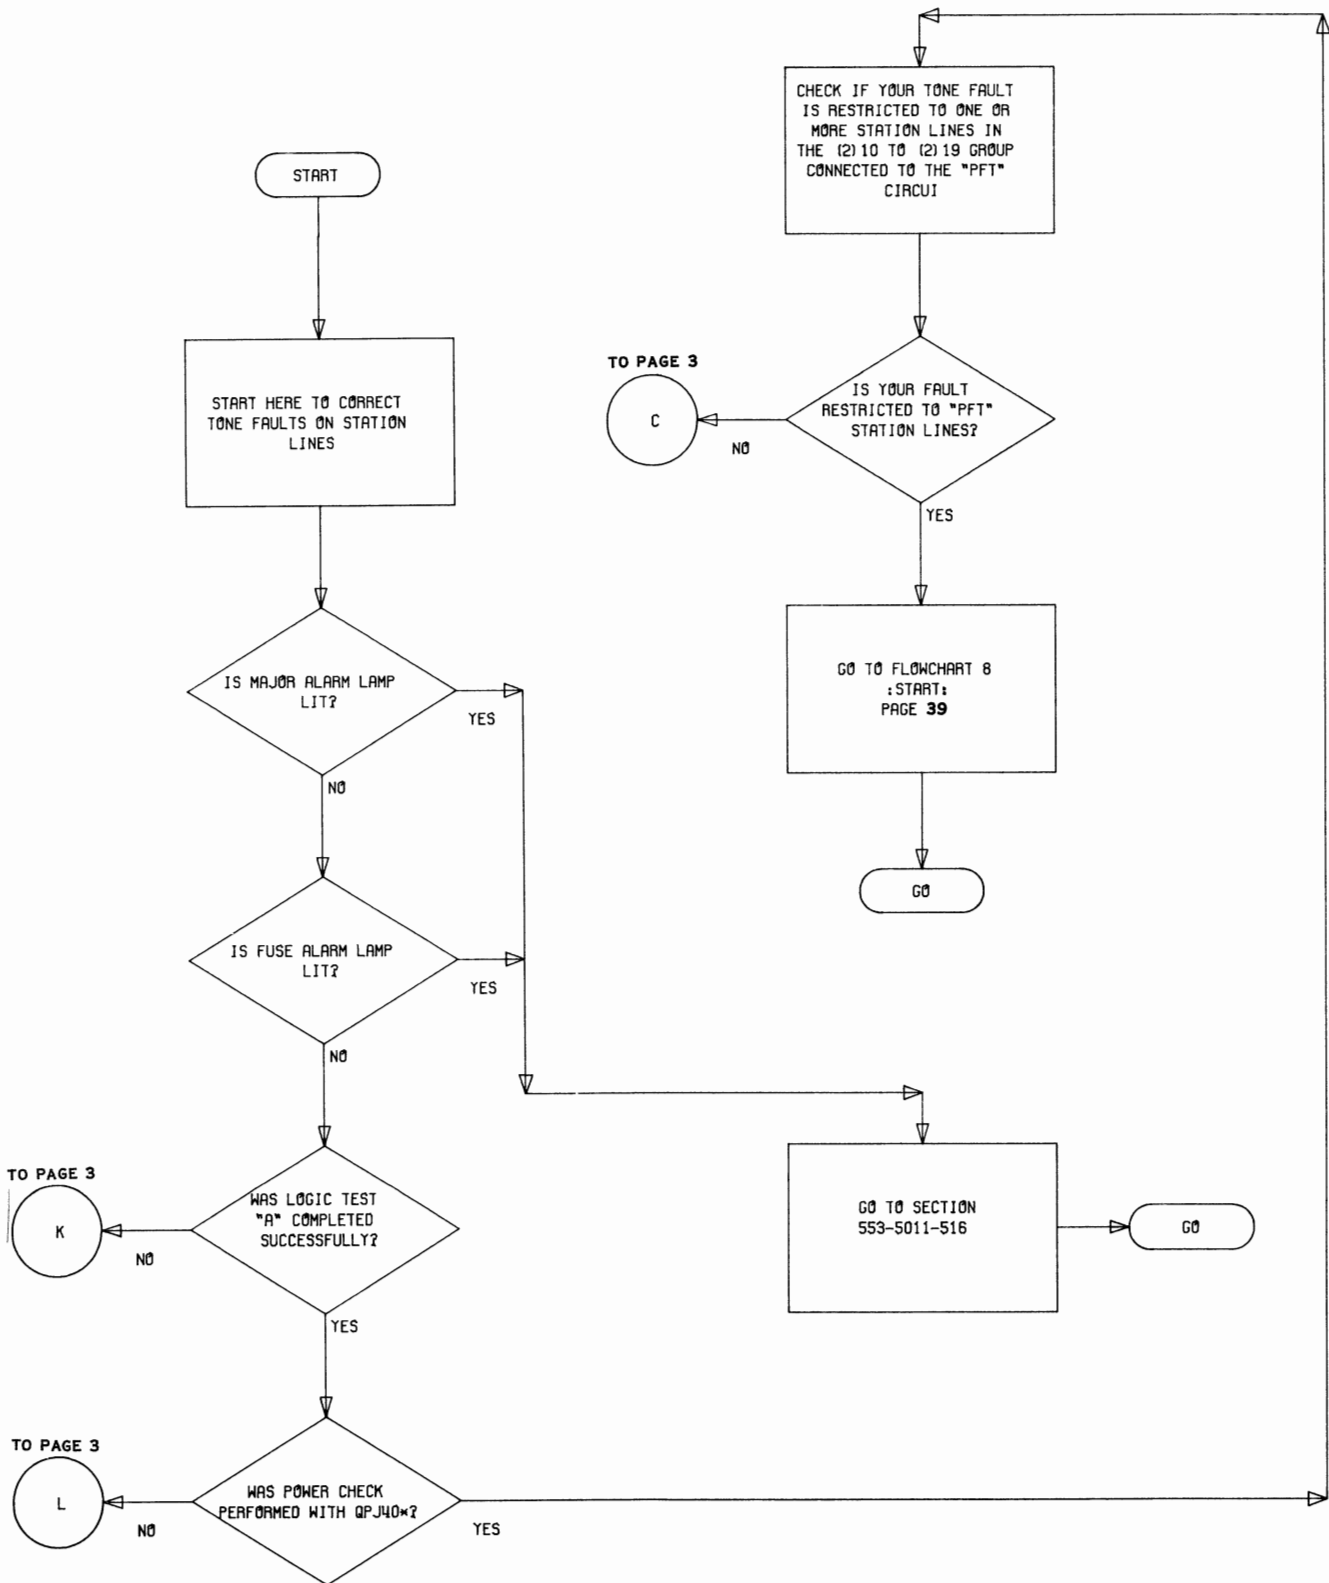 START
START HERE TO CORRECT
TONE FAULTS ON STATION
LINES
IS MAJOR ALARM LAMP
LIT?
YES
NO
IS FUSE ALARM LAMP
LIT?
YES
NO
WAS LOGIC TEST
"A" COMPLETED
SUCCESSFULLY?
TO PAGE 3
K
NO
YES
WAS POWER CHECK
PERFORMED WITH QPJ40*?
TO PAGE 3
L
NO
YES
CHECK IF YOUR TONE FAULT
IS RESTRICTED TO ONE OR
MORE STATION LINES IN
THE (2)10 TO (2)19 GROUP
CONNECTED TO THE "PFT"
CIRCUI
IS YOUR FAULT
RESTRICTED TO "PFT"
STATION LINES?
TO PAGE 3
C
NO
YES
GO TO FLOWCHART 8
:START:
PAGE 39
GO
GO TO SECTION
553-5011-516
GO